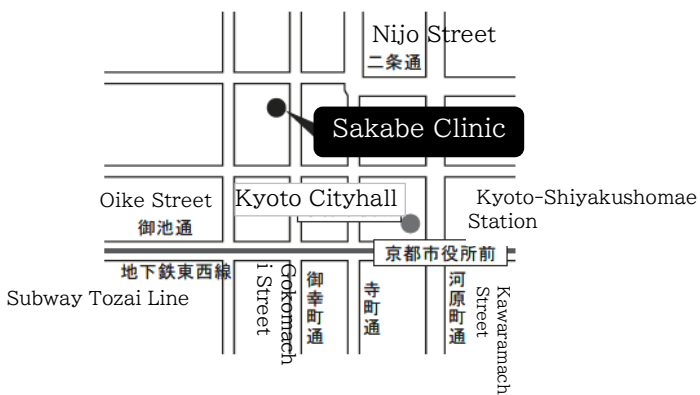 Nijo Street
二条通
Sakabe Clinic
Oike Street
御池通
Kyoto Cityhall
Kyoto-Shiyakushomae
Station
京都市役所前
地下鉄東西線
Subway Tozai Line
Gokomach
i Street
御幸町通
寺町通
河原町通
Kawaramach
Street